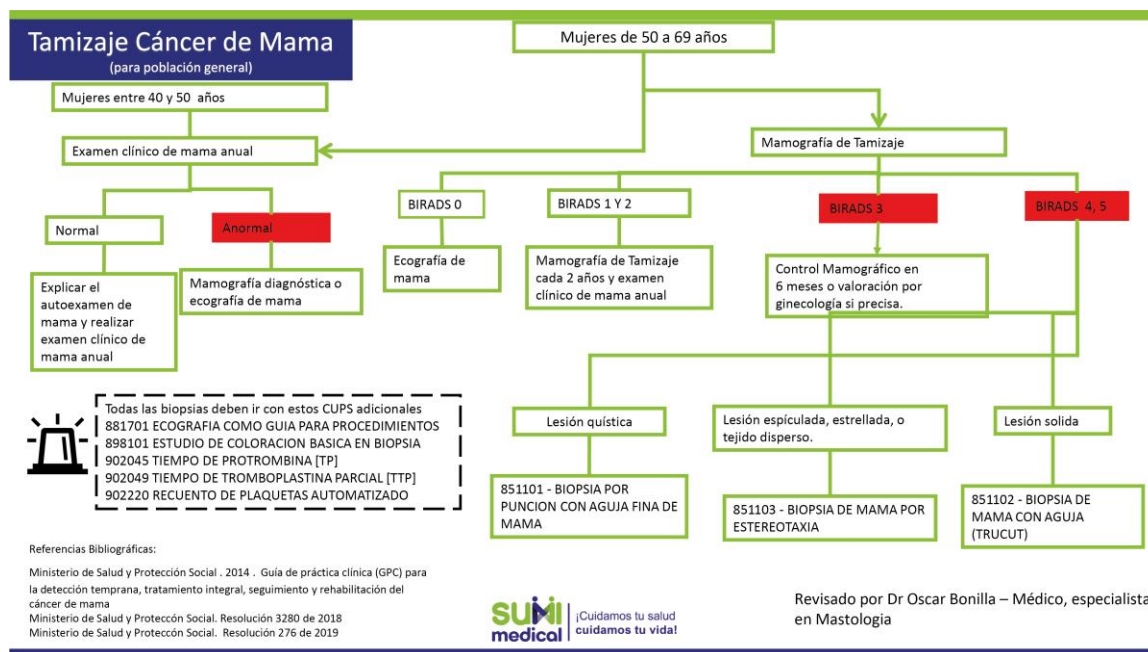 Tamizaje Cáncer de Mama
(para población general)
Mujeres de 50 a 69 años
Mujeres entre 40 y 50 años
Examen clínico de mama anual
Mamografía de Tamizaje
Normal
Anormal
BIRADS 0
BIRADS 1 Y 2
BIRADS 3
BIRADS 4, 5
Explicar el
autoexamen de
mama y realizar
examen clínico de
mama anual
Mamografía diagnóstica o
ecografía de mama
Ecografía de
mama
Mamografía de Tamizaje
cada 2 años y examen
clínico de mama anual
Control Mamográfico en
6 meses o valoración por
ginecología si precisa.
Lesión quística
Lesión espículada, estrellada, o
tejido disperso.
Lesión solida
851101 - BIOPSIA POR
PUNCION CON AGUJA FINA DE
MAMA
851103 - BIOPSIA DE MAMA POR
ESTEREOTAXIA
851102 - BIOPSIA DE
MAMA CON AGUJA
(TRUCUT)
Todas las biopsias deben ir con estos CUPS adicionales
881701 ECOGRAFIA COMO GUIA PARA PROCEDIMIENTOS
898101 ESTUDIO DE COLORACION BASICA EN BIOPSIA
902045 TIEMPO DE PROTROMBINA [TP]
902049 TIEMPO DE TROMBOPLASTINA PARCIAL [TTP]
902220 RECUENTO DE PLAQUETAS AUTOMATIZADO
Referencias Bibliográficas:
Ministerio de Salud y Protección Social . 2014 . Guía de práctica clínica (GPC) para
la detección temprana, tratamiento integral, seguimiento y rehabilitación del
cáncer de mama
Ministerio de Salud y Proteccón Social. Resolución 3280 de 2018
Ministerio de Salud y Proteccón Social. Resolución 276 de 2019
SUMI
medical
¡Cuidamos tu salud
cuidamos tu vida!
Revisado por Dr Oscar Bonilla – Médico, especialista
en Mastologia